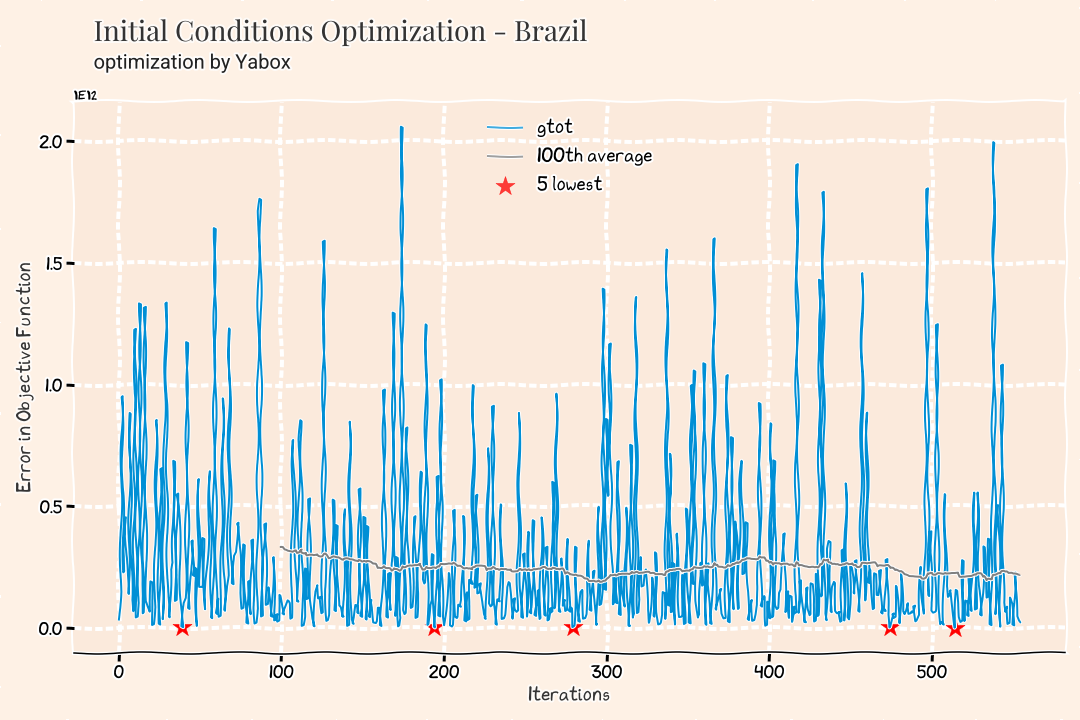 Initial Conditions Optimization - Brazil
optimization by Yabox
1E12
gtot
100th average
5 lowest
2.0
1.5
1.0
0.5
0.0
Error in Objective Function
0 100 200 300 400 500
Iterations